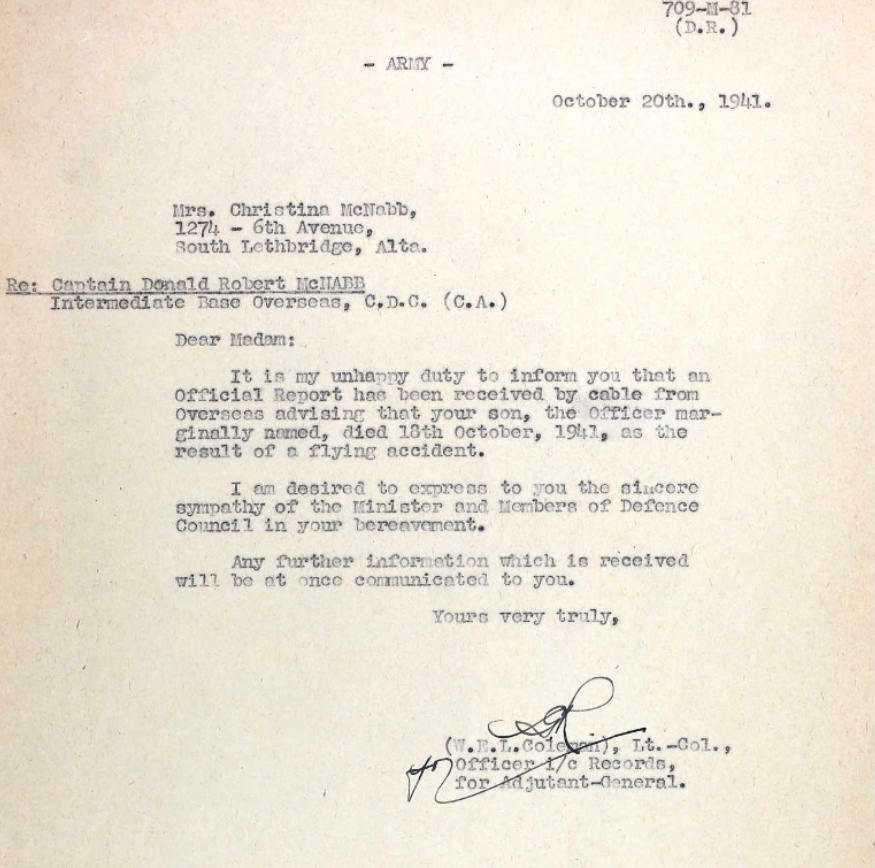 709-M-81
(D.R.)
- ARMY -
October 20th., 1941.
Mrs. Christina McNabb,
1274 - 6th Avenue,
South Lethbridge, Alta.
Re: Captain Donald Robert McNABB
Intermediate Base Overseas, C.D.C. (C.A.)
Dear Madam:
It is my unhappy duty to inform you that an
Official Report has been received by cable from
Overseas advising that your son, the Officer mar-
ginally named, died 18th October, 1941, as the
result of a flying accident.
I am desired to express to you the sincere
sympathy of the Minister and Members of Defence
Council in your bereavement.
Any further information which is received
will be at once communicated to you.
Yours very truly,
(W.E.L.Coleman), Lt.-Col.,
Officer i/c Records,
for Adjutant-General.